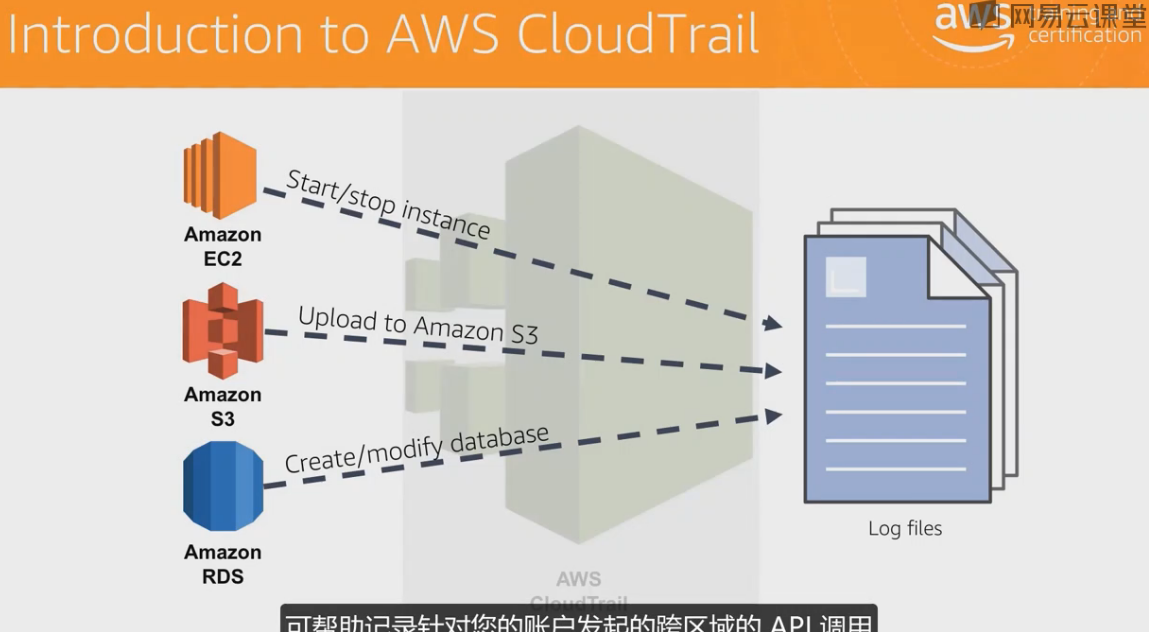 Introduction to AWS CloudTrail
aws
网易云课堂
certification
Start/stop instance
Amazon
EC2
Upload to Amazon S3
Amazon
S3
Create/modify database
Amazon
RDS
Log files
AWS
CloudTrail
可帮助记录针对您的账户发起的跨区域的 API 调用